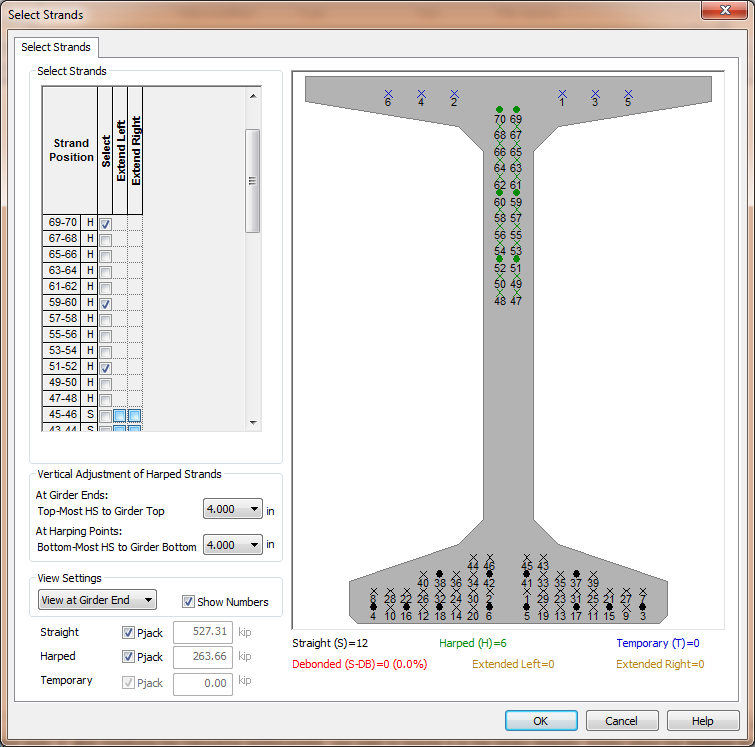 Select Strands
Select Strands
Select Strands
Strand Position Select Extend Left Extend Right
69-70 H
67-68 H
65-66 H
63-64 H
61-62 H
59-60 H
57-58 H
55-56 H
53-54 H
51-52 H
49-50 H
47-48 H
45-46 S
43-44 S
Vertical Adjustment of Harped Strands
At Girder Ends:
Top-Most HS to Girder Top 4.000 in
At Harping Points:
Bottom-Most HS to Girder Bottom 4.000 in
View Settings
View at Girder End Show Numbers
Straight Pjack 527.31 kip
Harped Pjack 263.66 kip
Temporary Pjack 0.00 kip
6 4 2 1 3 5
70 69
68 67
66 65
64 63
62 61
60 59
58 57
56 55
54 53
52 51
50 49
48 47
44 46 45 43
40 38 36 34 42 41 33 35 37 39
8 28 22 26 32 24 30 2 1 29 23 31 25 21 27 7
4 10 16 12 18 14 20 6 5 19 13 17 11 15 9 3
Straight (S)=12 Harped (H)=6 Temporary (T)=0
Debonded (S-DB)=0 (0.0%) Extended Left=0 Extended Right=0
OK Cancel Help